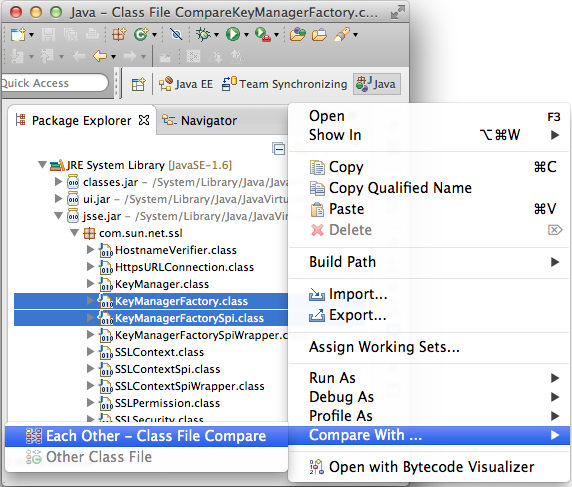 Java – Class File CompareKeyManagerFactory.c...
Quick Access
Java EE
Team Synchronizing
Java
Package Explorer
Navigator
JRE System Library [JavaSE-1.6]
classes.jar – /System/Library/Java/Java
ui.jar – /System/Library/Java/JavaVirtu
jsse.jar – /System/Library/Java/JavaVir
com.sun.net.ssl
HostnameVerifier.class
HttpsURLConnection.class
KeyManager.class
KeyManagerFactory.class
KeyManagerFactorySpi.class
KeyManagerFactorySpiWrapper.c
SSLContext.class
SSLContextSpi.class
SSLContextSpiWrapper.class
SSLPermission.class
SSLSecurity.class
Open F3
Show In ⌥⌘W
Copy ⌘C
Copy Qualified Name
Paste ⌘V
Delete ⌦
Build Path
Import...
Export...
Assign Working Sets...
Run As
Debug As
Profile As
Compare With ...
Open with Bytecode Visualizer
Each Other – Class File Compare
Other Class File